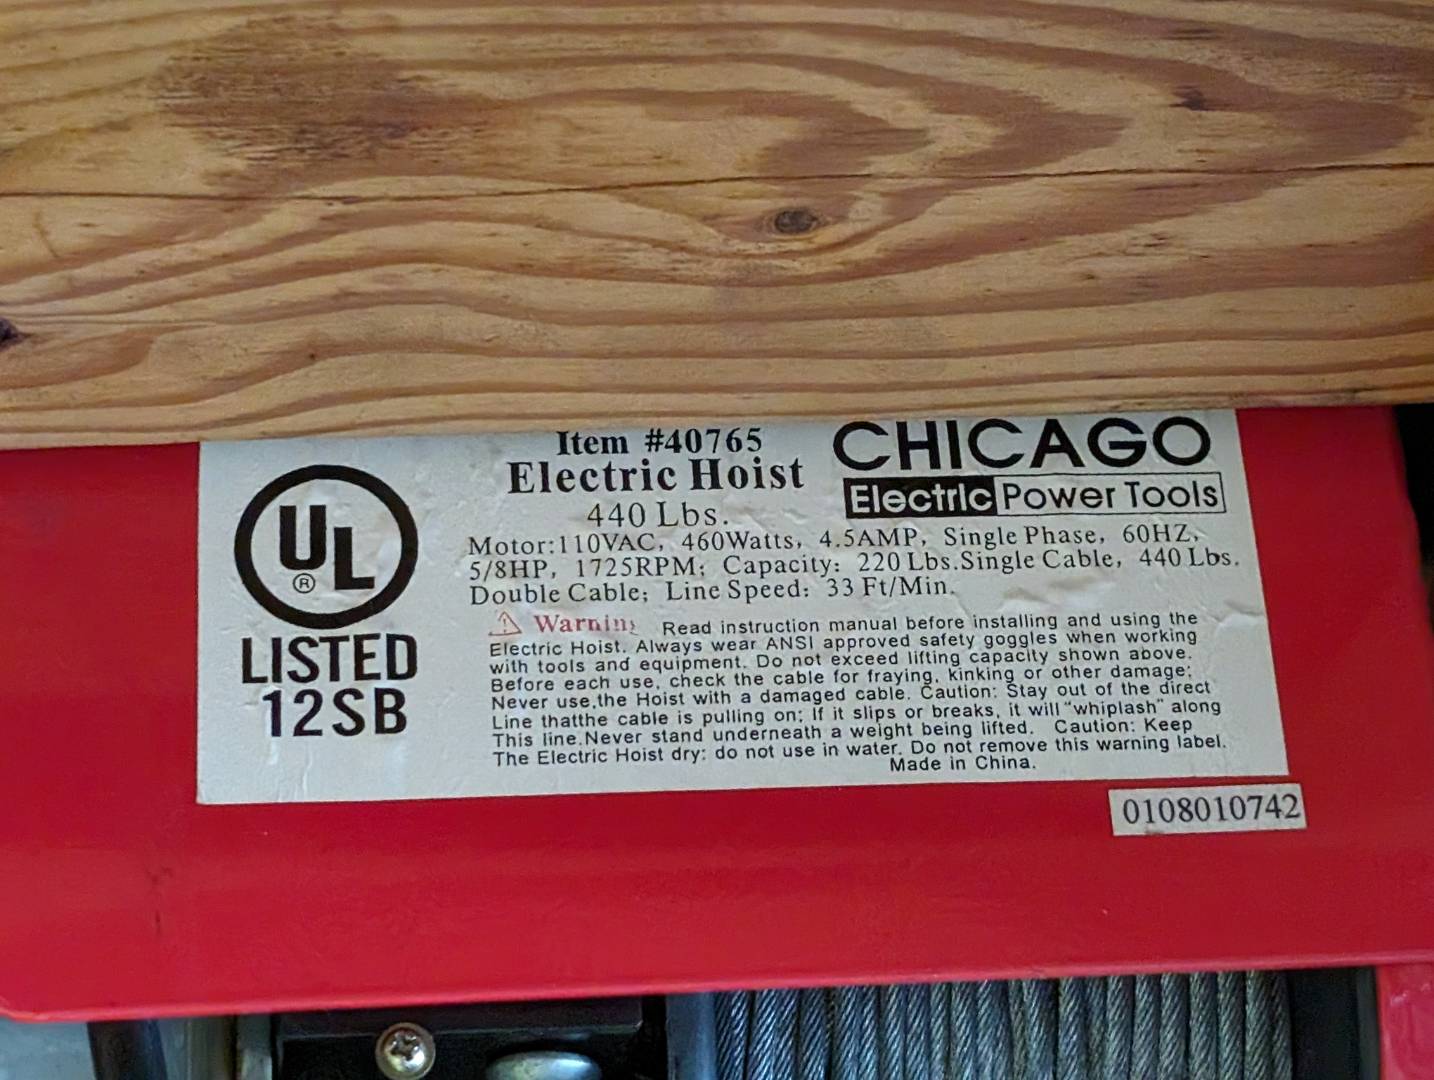 Item #40765
Electric Hoist
440 Lbs.
CHICAGO
Electric Power Tools
UL
®
LISTED
12SB
Motor:110VAC, 460Watts, 4.5AMP, Single Phase, 60HZ,
5/8HP, 1725RPM; Capacity: 220 Lbs.Single Cable, 440 Lbs.
Double Cable; Line Speed: 33 Ft/Min.
Warning Read instruction manual before installing and using the
Electric Hoist. Always wear ANSI approved safety goggles when working
with tools and equipment. Do not exceed lifting capacity shown above.
Before each use, check the cable for fraying, kinking or other damage;
Never use,the Hoist with a damaged cable. Caution: Stay out of the direct
Line thatthe cable is pulling on; If it slips or breaks, it will "whiplash" along
This line.Never stand underneath a weight being lifted. Caution: Keep
The Electric Hoist dry: do not use in water. Do not remove this warning label.
Made in China.
0108010742